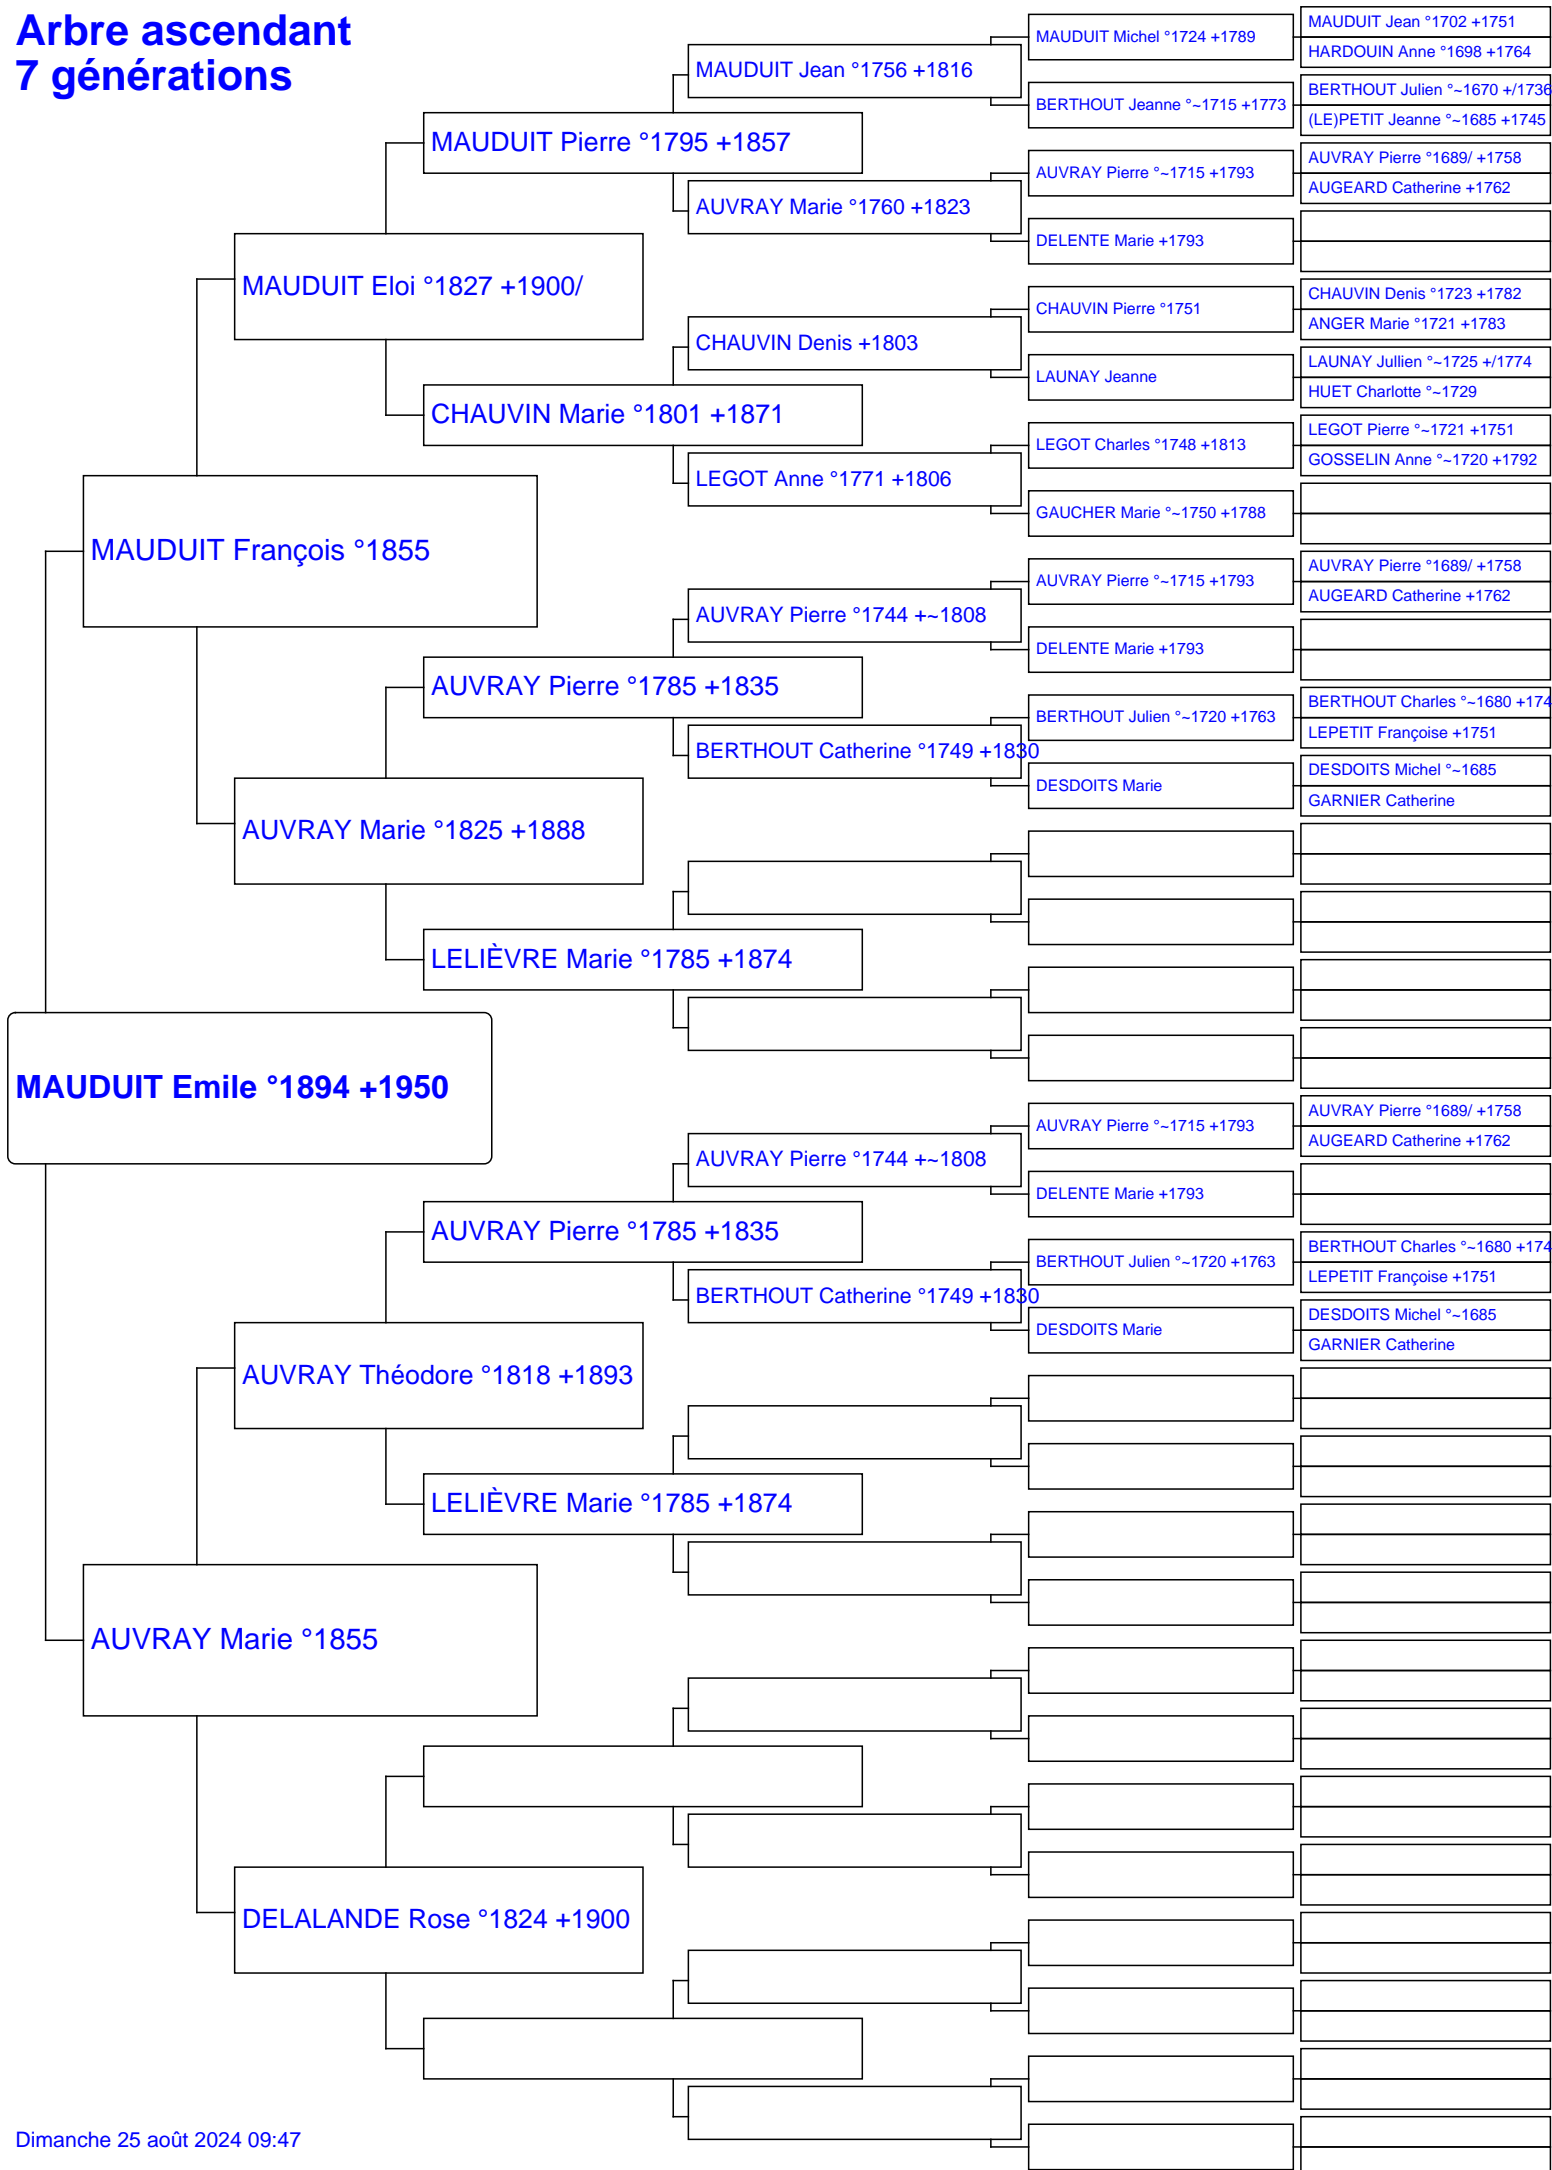 Arbre ascendant
7 générations
MAUDUIT Emile °1894 +1950
MAUDUIT François °1855
AUVRAY Marie °1855
MAUDUIT Eloi °1827 +1900/
AUVRAY Marie °1825 +1888
AUVRAY Théodore °1818 +1893
DELALANDE Rose °1824 +1900
MAUDUIT Pierre °1795 +1857
CHAUVIN Marie °1801 +1871
AUVRAY Pierre °1785 +1835
LELIÈVRE Marie °1785 +1874
AUVRAY Pierre °1785 +1835
LELIÈVRE Marie °1785 +1874
MAUDUIT Jean °1756 +1816
AUVRAY Marie °1760 +1823
CHAUVIN Denis +1803
LEGOT Anne °1771 +1806
AUVRAY Pierre °1744 +~1808
BERTHOUT Catherine °1749 +1830
AUVRAY Pierre °1744 +~1808
BERTHOUT Catherine °1749 +1830
MAUDUIT Michel °1724 +1789
BERTHOUT Jeanne °~1715 +1773
AUVRAY Pierre °~1715 +1793
DELENTE Marie +1793
CHAUVIN Pierre °1751
LAUNAY Jeanne
LEGOT Charles °1748 +1813
GAUCHER Marie °~1750 +1788
AUVRAY Pierre °~1715 +1793
DELENTE Marie +1793
BERTHOUT Julien °~1720 +1763
DESDOITS Marie
AUVRAY Pierre °~1715 +1793
DELENTE Marie +1793
BERTHOUT Julien °~1720 +1763
DESDOITS Marie
MAUDUIT Jean °1702 +1751
HARDOUIN Anne °1698 +1764
BERTHOUT Julien °~1670 +/1736
(LE)PETIT Jeanne °~1685 +1745
AUVRAY Pierre °1689/ +1758
AUGEARD Catherine +1762
CHAUVIN Denis °1723 +1782
ANGER Marie °1721 +1783
LAUNAY Jullien °~1725 +/1774
HUET Charlotte °~1729
LEGOT Pierre °~1721 +1751
GOSSELIN Anne °~1720 +1792
AUVRAY Pierre °1689/ +1758
AUGEARD Catherine +1762
BERTHOUT Charles °~1680 +174
LEPETIT Françoise +1751
DESDOITS Michel °~1685
GARNIER Catherine
AUVRAY Pierre °1689/ +1758
AUGEARD Catherine +1762
BERTHOUT Charles °~1680 +174
LEPETIT Françoise +1751
DESDOITS Michel °~1685
GARNIER Catherine
Dimanche 25 août 2024 09:47